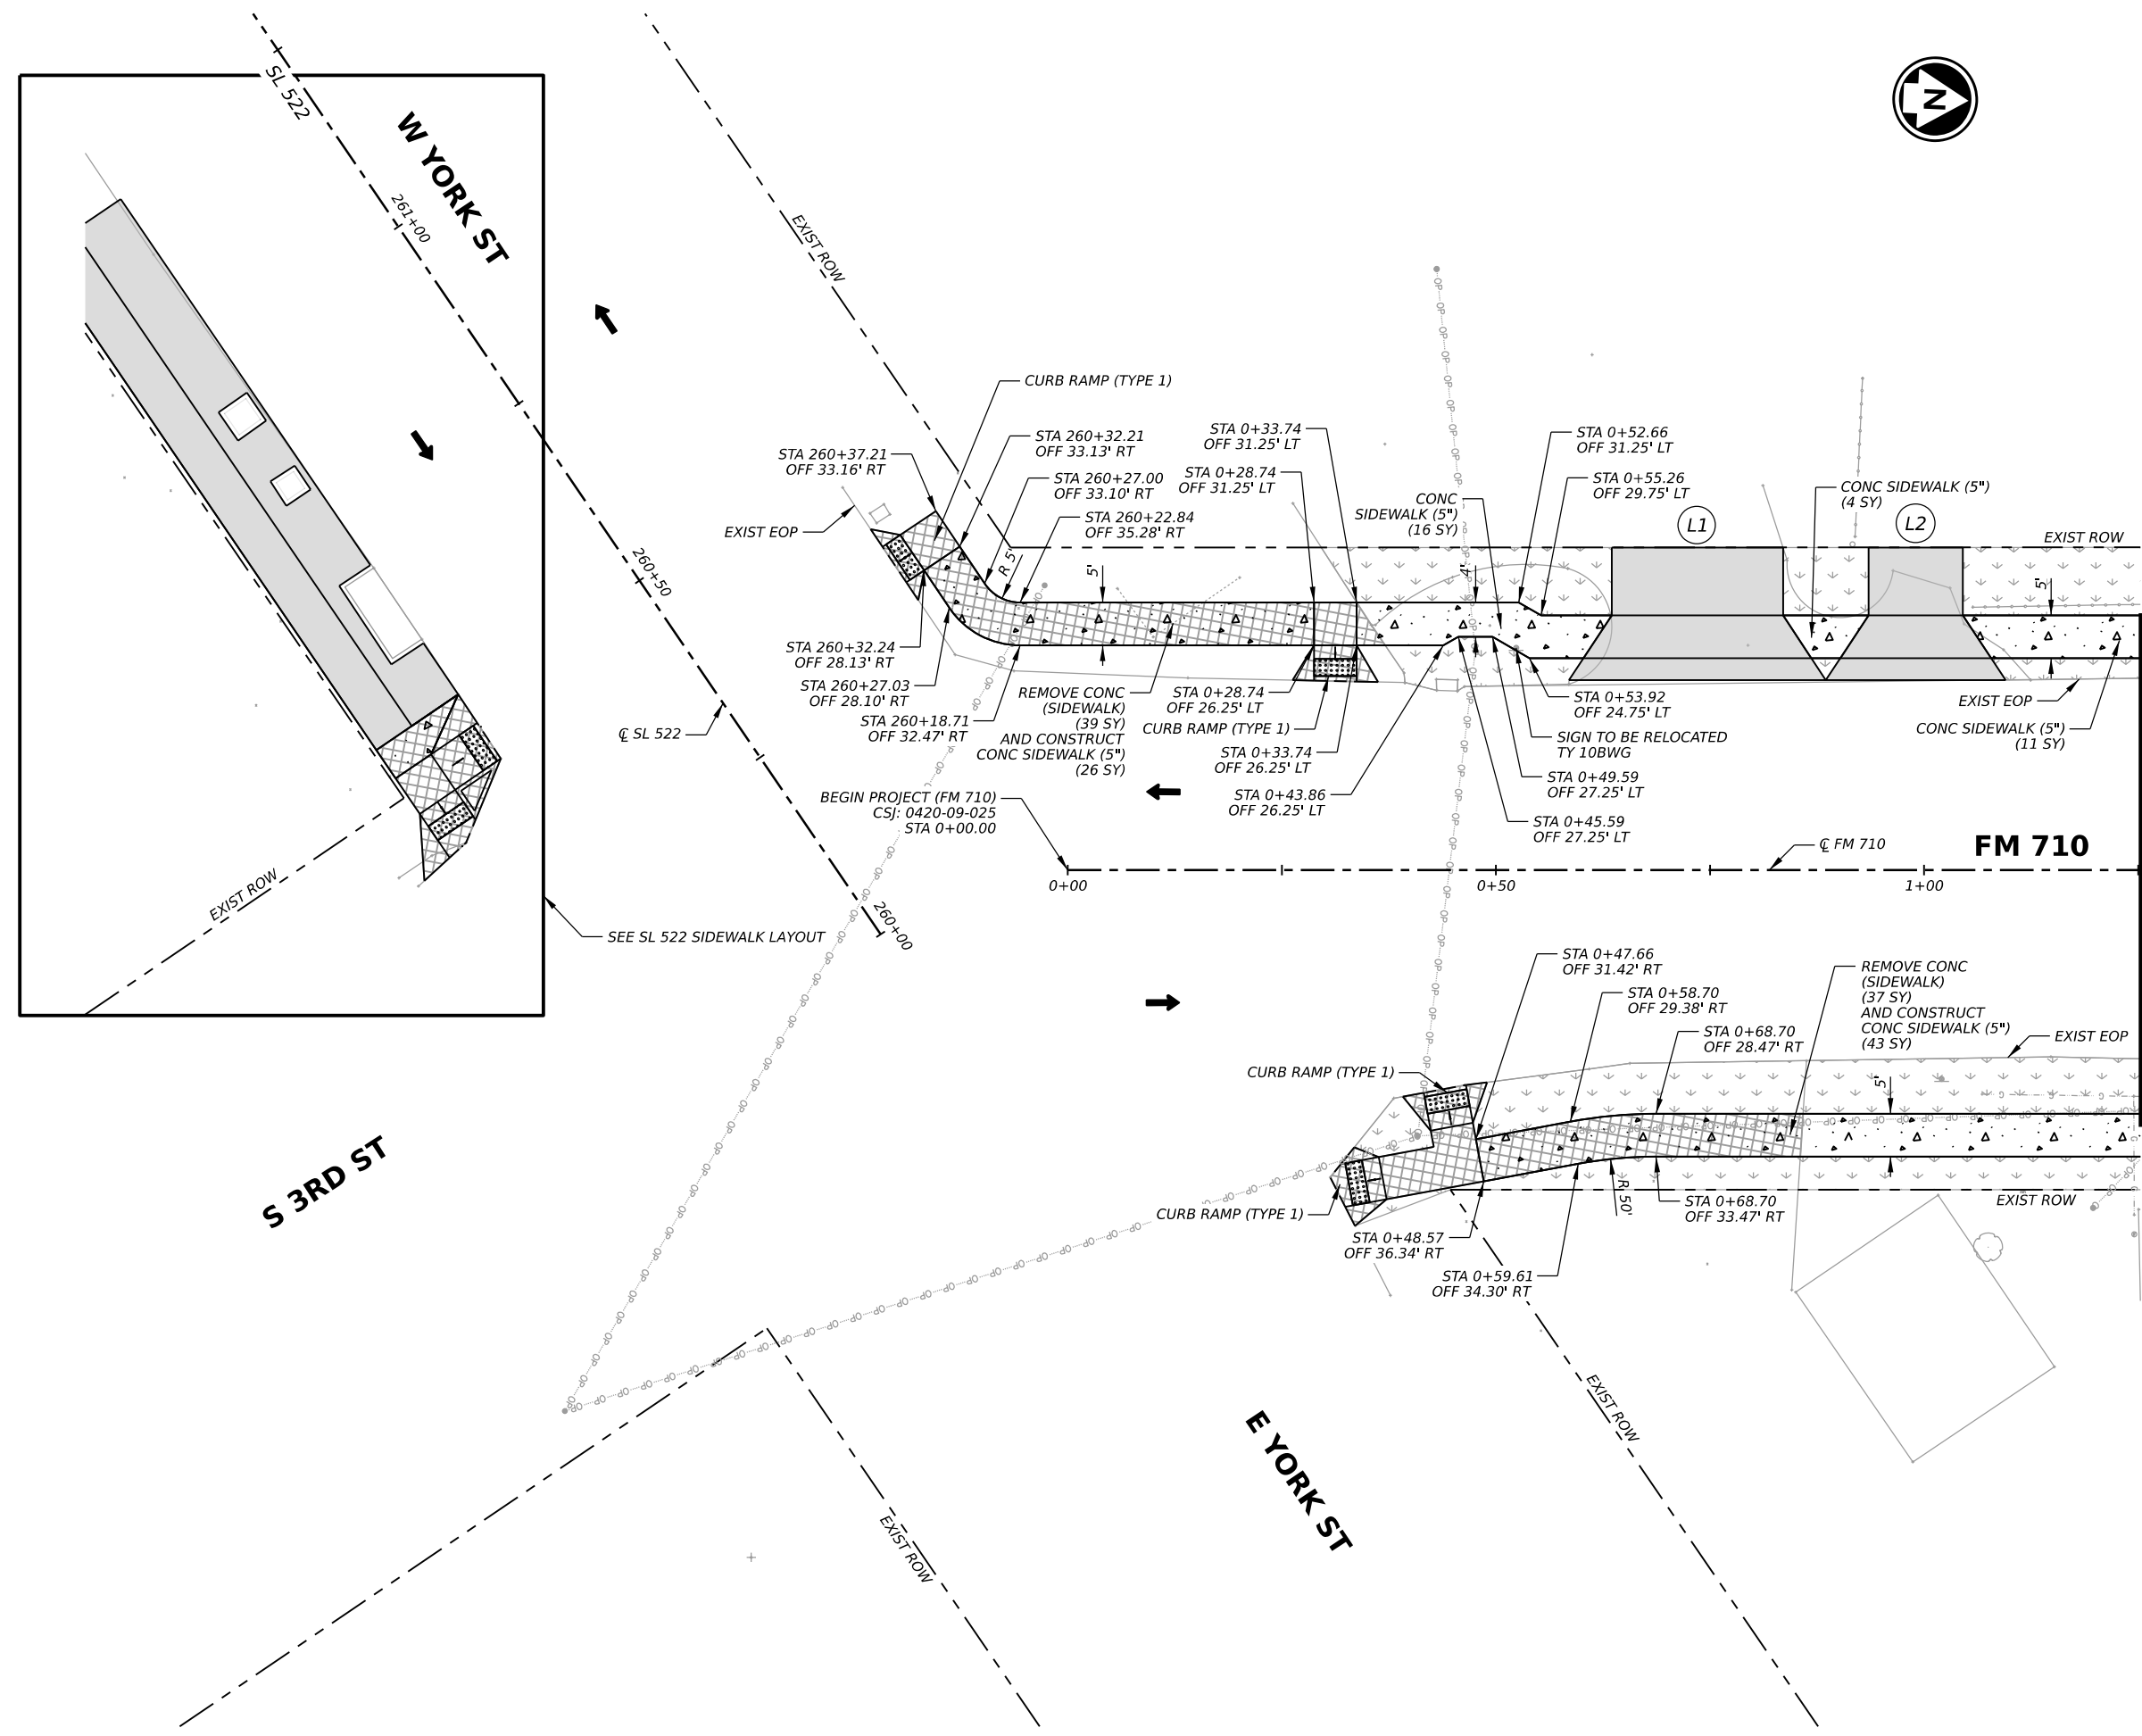 SL 522
W YORK ST
261+00
260+50
260+00
EXIST ROW
N
CURB RAMP (TYPE 1)
STA 260+37.21
OFF 33.16' RT
STA 260+32.21
OFF 33.13' RT
STA 260+27.00
OFF 33.10' RT
STA 260+22.84
OFF 35.28' RT
EXIST EOP
R 5'
5'
STA 0+33.74
OFF 31.25' LT
STA 0+28.74
OFF 31.25' LT
CONC
SIDEWALK (5")
(16 SY)
4'
STA 0+52.66
OFF 31.25' LT
STA 0+55.26
OFF 29.75' LT
L1
CONC SIDEWALK (5")
(4 SY)
L2
EXIST ROW
5'
STA 260+32.24
OFF 28.13' RT
STA 260+27.03
OFF 28.10' RT
STA 260+18.71
OFF 32.47' RT
℄ SL 522
REMOVE CONC
(SIDEWALK)
(39 SY)
AND CONSTRUCT
CONC SIDEWALK (5")
(26 SY)
STA 0+28.74
OFF 26.25' LT
CURB RAMP (TYPE 1)
STA 0+33.74
OFF 26.25' LT
STA 0+43.86
OFF 26.25' LT
STA 0+53.92
OFF 24.75' LT
SIGN TO BE RELOCATED
TY 10BWG
STA 0+49.59
OFF 27.25' LT
STA 0+45.59
OFF 27.25' LT
EXIST EOP
CONC SIDEWALK (5")
(11 SY)
BEGIN PROJECT (FM 710)
CSJ: 0420-09-025
STA 0+00.00
℄ FM 710
FM 710
0+00
0+50
1+00
EXIST ROW
SEE SL 522 SIDEWALK LAYOUT
STA 0+47.66
OFF 31.42' RT
STA 0+58.70
OFF 29.38' RT
STA 0+68.70
OFF 28.47' RT
REMOVE CONC
(SIDEWALK)
(37 SY)
AND CONSTRUCT
CONC SIDEWALK (5")
(43 SY)
EXIST EOP
CURB RAMP (TYPE 1)
5'
CURB RAMP (TYPE 1)
STA 0+48.57
OFF 36.34' RT
STA 0+59.61
OFF 34.30' RT
R 50'
STA 0+68.70
OFF 33.47' RT
EXIST ROW
S 3RD ST
E YORK ST
EXIST ROW
EXIST ROW